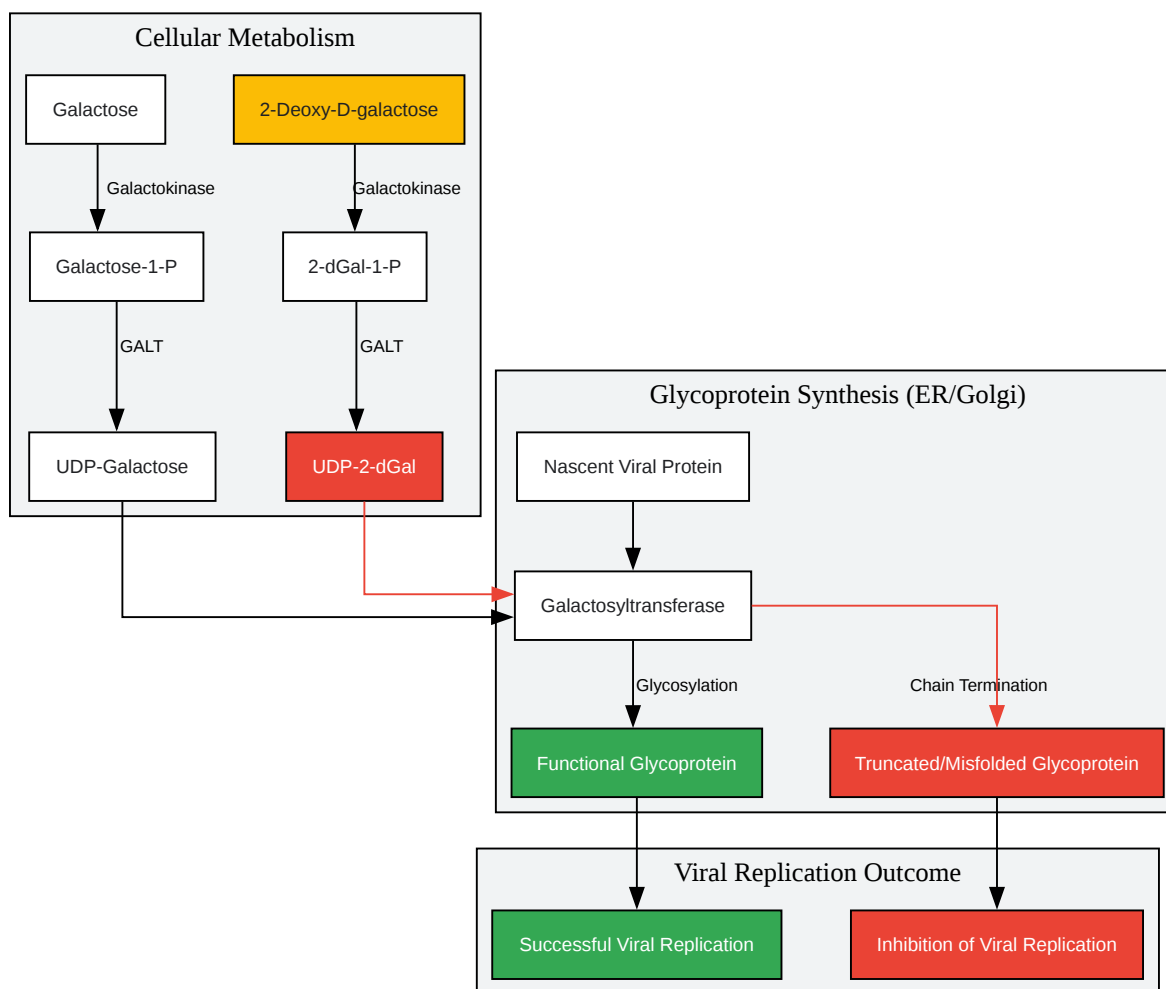 Cellular Metabolism
Galactose
2-Deoxy-D-galactose
Galactokinase
Galactokinase
Galactose-1-P
2-dGal-1-P
GALT
GALT
Glycoprotein Synthesis (ER/Golgi)
UDP-Galactose
UDP-2-dGal
Nascent Viral Protein
Galactosyltransferase
Glycosylation
Chain Termination
Functional Glycoprotein
Truncated/Misfolded Glycoprotein
Viral Replication Outcome
Successful Viral Replication
Inhibition of Viral Replication